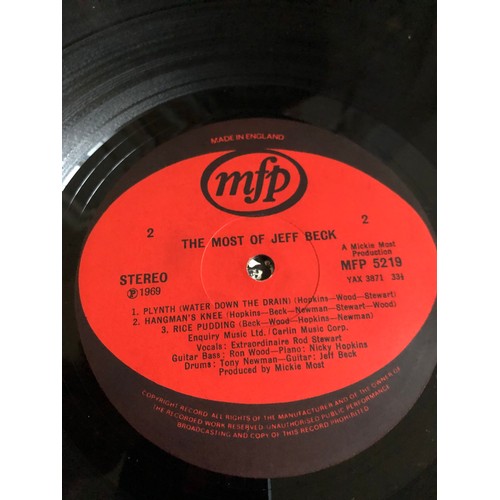 MADE IN ENGLAND
mfp
2 2
THE MOST OF JEFF BECK
A Mickie Most
Production
STEREO MFP 5219
Ⓟ 1969 YAX 3871 33⅓
1. PLYNTH (WATER DOWN THE DRAIN) (Hopkins—Wood—Stewart)
2. HANGMAN'S KNEE (Hopkins—Beck—Newman—Stewart—Wood)
3. RICE PUDDING (Beck—Wood—Hopkins—Newman)
Enquiry Music Ltd./Carlin Music Corp.
Vocals: Extraordinaire Rod Stewart
Guitar Bass: Ron Wood—Piano: Nicky Hopkins
Drums: Tony Newman—Guitar: Jeff Beck
Produced by Mickie Most
COPYRIGHT RECORD. ALL RIGHTS OF THE MANUFACTURER AND OF THE OWNER OF
THE RECORDED WORK RESERVED. UNAUTHORISED PUBLIC PERFORMANCE
BROADCASTING AND COPY OF THIS RECORD PROHIBITED.